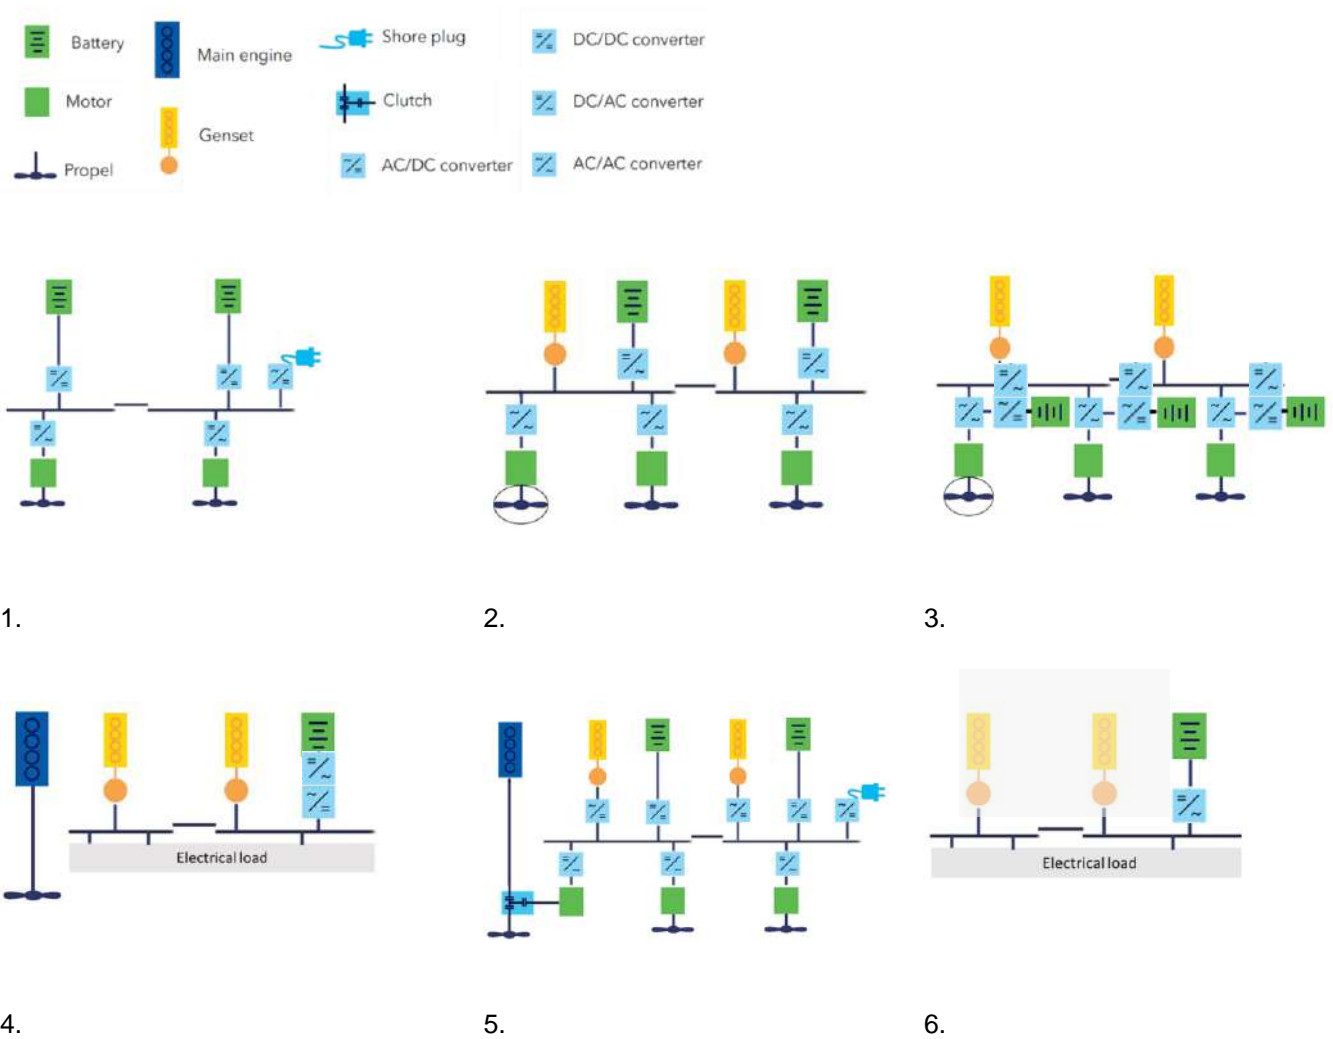 Battery
Main engine
Shore plug
DC/DC converter
Motor
Genset
Clutch
DC/AC converter
Propel
AC/DC converter
AC/AC converter
1.
2.
3.
Electrical load
Electrical load
4.
5.
6.